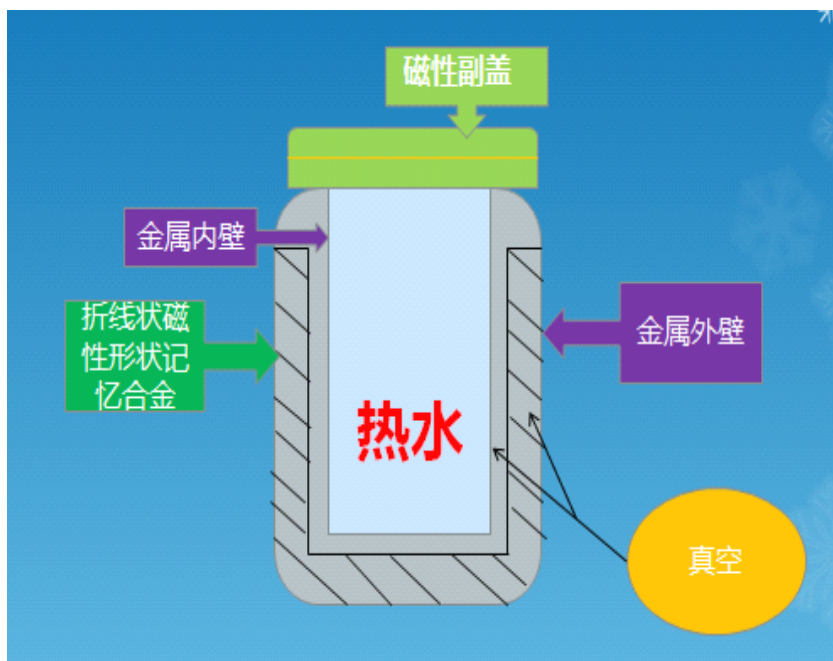 磁性副盖
金属内壁
折线状磁
性形状记
忆合金
金属外壁
热水
真空